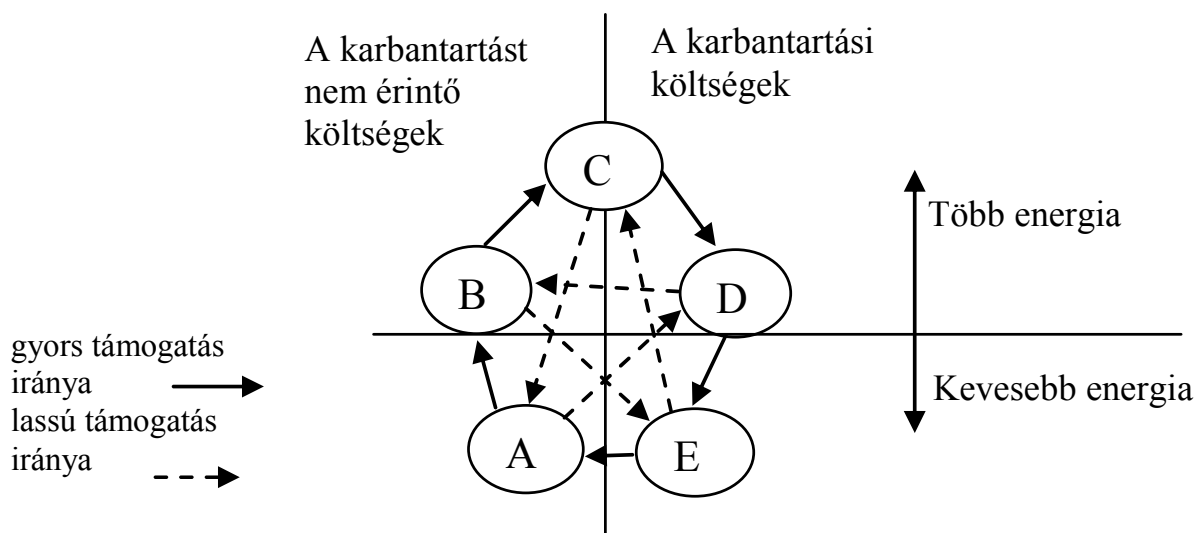 A karbantartást
nem érintő
költségek
A karbantartási
költségek
C
Több energia
B
D
gyors támogatás
iránya
lassú támogatás
iránya
Kevesebb energia
A
E